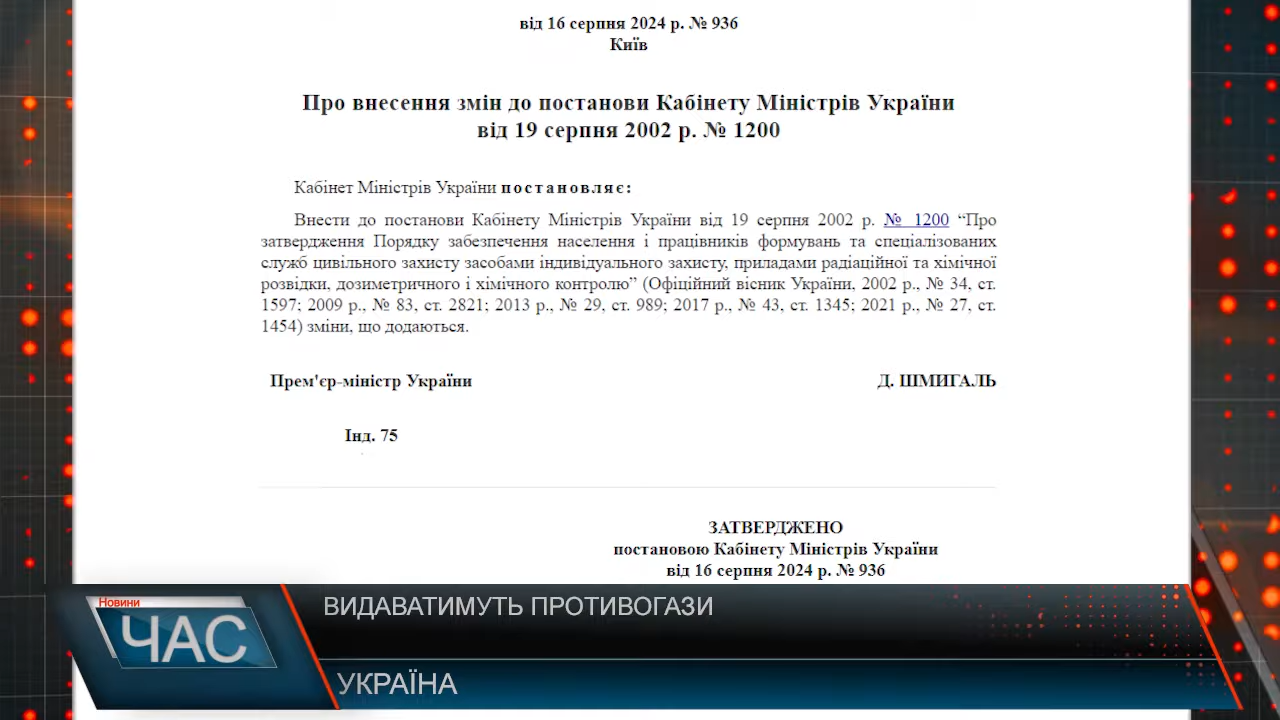 від 16 серпня 2024 р. № 936
Київ
Про внесення змін до постанови Кабінету Міністрів України
від 19 серпня 2002 р. № 1200
Кабінет Міністрів України постановляє:
Внести до постанови Кабінету Міністрів України від 19 серпня 2002 р. № 1200 “Про
затвердження Порядку забезпечення населення і працівників формувань та спеціалізованих
служб цивільного захисту засобами індивідуального захисту, приладами радіаційної та хімічної
розвідки, дозиметричного і хімічного контролю” (Офіційний вісник України, 2002 р., № 34, ст.
1597; 2009 р., № 83, ст. 2821; 2013 р., № 29, ст. 989; 2017 р., № 43, ст. 1345; 2021 р., № 27, ст.
1454) зміни, що додаються.
Прем'єр-міністр України Д. ШМИГАЛЬ
Інд. 75
ЗАТВЕРДЖЕНО
постановою Кабінету Міністрів України
від 16 серпня 2024 р. № 936
Новини
ЧАС
ВИДАВАТИМУТЬ ПРОТИВОГАЗИ
УКРАЇНА